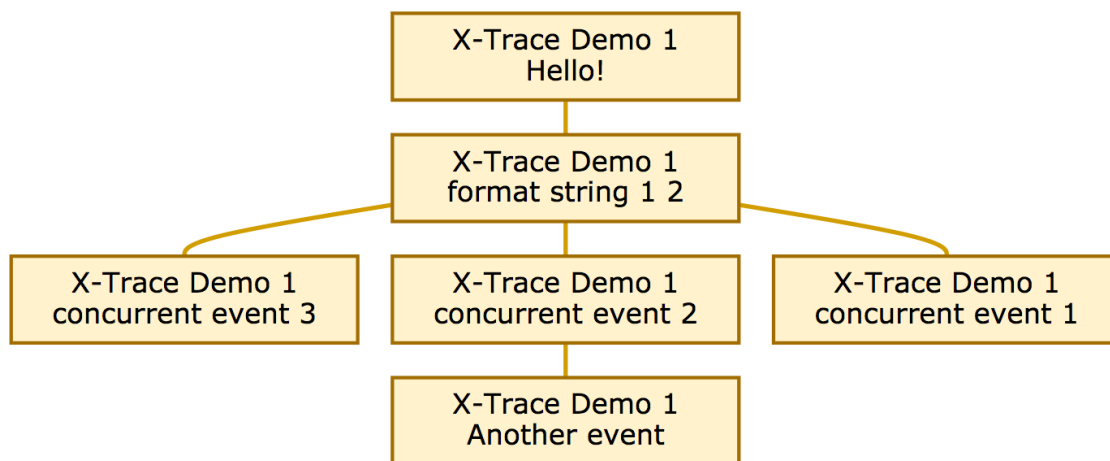 X-Trace Demo 1
Hello!
X-Trace Demo 1
format string 1 2
X-Trace Demo 1
concurrent event 3
X-Trace Demo 1
concurrent event 2
X-Trace Demo 1
concurrent event 1
X-Trace Demo 1
Another event